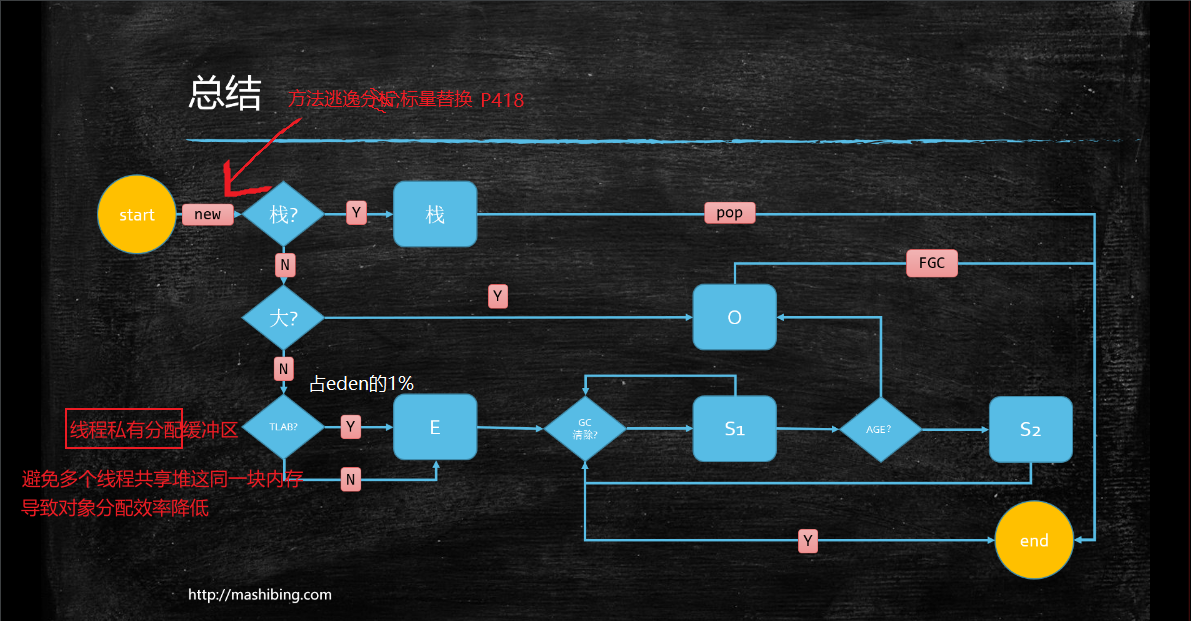 总结
方法逃逸分析,标量替换 P418
start
new
栈?
Y
栈
pop
N
FGC
大?
Y
O
N
占eden的1%
线程私有分配缓冲区
TLAB?
Y
E
GC
清除?
S1
AGE?
S2
避免多个线程共享堆这同一块内存
导致对象分配效率降低
N
Y
end
http://mashibing.com